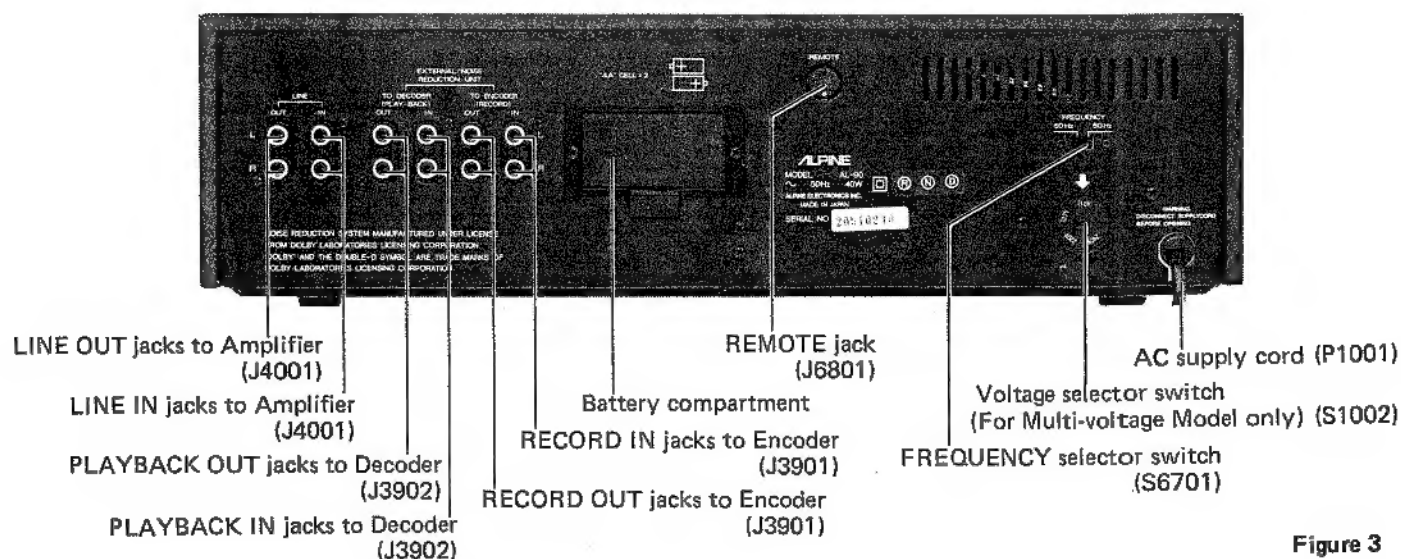 REMOTE
"AA" CELL × 2
EXTERNAL/NOISE
REDUCTION UNIT
LINE
TO DECODER
(PLAY-BACK)
TO ENCODER
(RECORD)
OUT IN OUT IN OUT IN
L L
R R
FREQUENCY
50Hz
ALPINE
MODEL AL-90
~ 50Hz 40W
ALPINE ELECTRONICS INC.
MADE IN JAPAN
SERIAL NO.
WARNING
DISCONNECT SUPPLY CORD
BEFORE OPENING
NOISE REDUCTION SYSTEM MANUFACTURED UNDER LICENSE
FROM DOLBY LABORATORIES LICENSING CORPORATION
'DOLBY' AND THE DOUBLE-D SYMBOL ARE TRADE MARKS OF
DOLBY LABORATORIES LICENSING CORPORATION
LINE OUT jacks to Amplifier
(J4001)
LINE IN jacks to Amplifier
(J4001)
PLAYBACK OUT jacks to Decoder
(J3902)
PLAYBACK IN jacks to Decoder
(J3902)
Battery compartment
RECORD IN jacks to Encoder
(J3901)
RECORD OUT jacks to Encoder
(J3901)
REMOTE jack
(J6801)
AC supply cord (P1001)
Voltage selector switch
(For Multi-voltage Model only) (S1002)
FREQUENCY selector switch
(S6701)
Figure 3